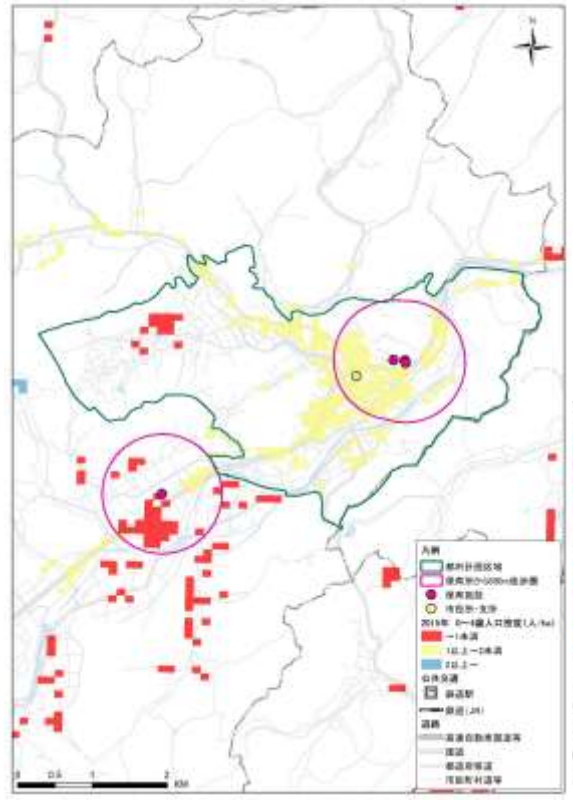 N
凡例
都市計画区域
保育所から800m徒歩圏
保育施設
市役所・支所
2015年 0～4歳人口密度(人/ha)
～1未満
1以上～2未満
2以上～
公共交通
鉄道駅
鉄道(JR)
道路
高速自動車国道等
国道
都道府県道
市区町村道等
0 0.5 1 2
KM